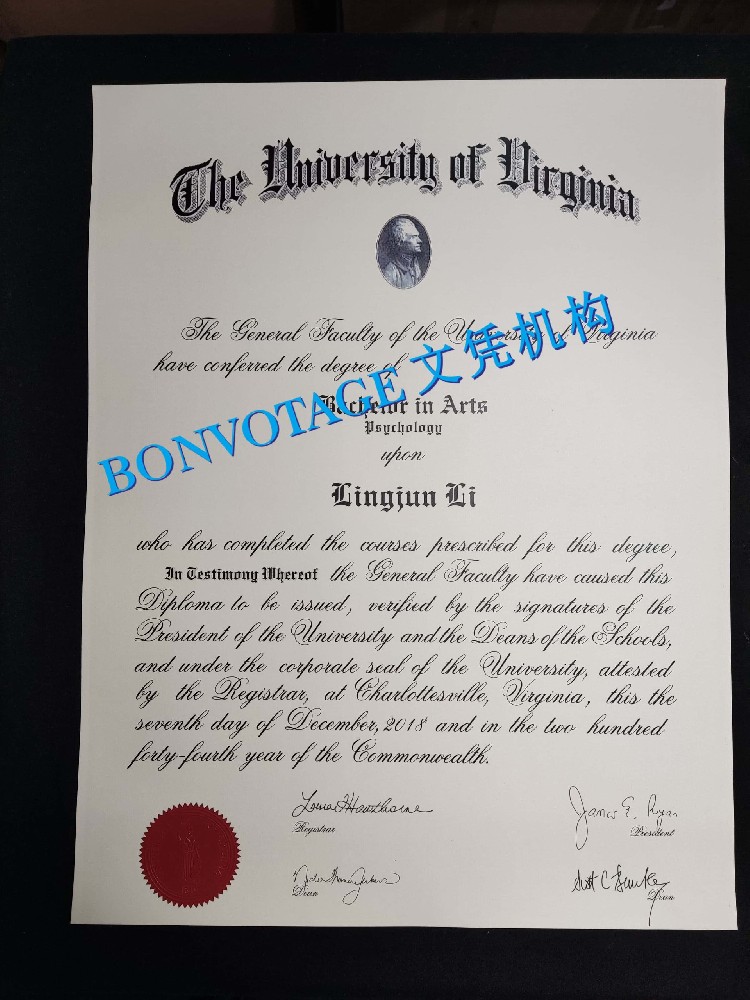 The University of Virginia
The General Faculty of the University of Virginia
have conferred the degree of
BONVOTAGE 文凭机构
Bachelor in Arts
Psychology
upon
Lingjun Li
who has completed the courses prescribed for this degree,
In Testimony Whereof the General Faculty have caused this
Diploma to be issued, verified by the signatures of the
President of the University and the Deans of the Schools,
and under the corporate seal of the University, attested
by the Registrar, at Charlottesville, Virginia, this the
seventh day of December, 2018 and in the two hundred
forty-fourth year of the Commonwealth.
James E. Ryan
Registrar
President
Dean
Dean